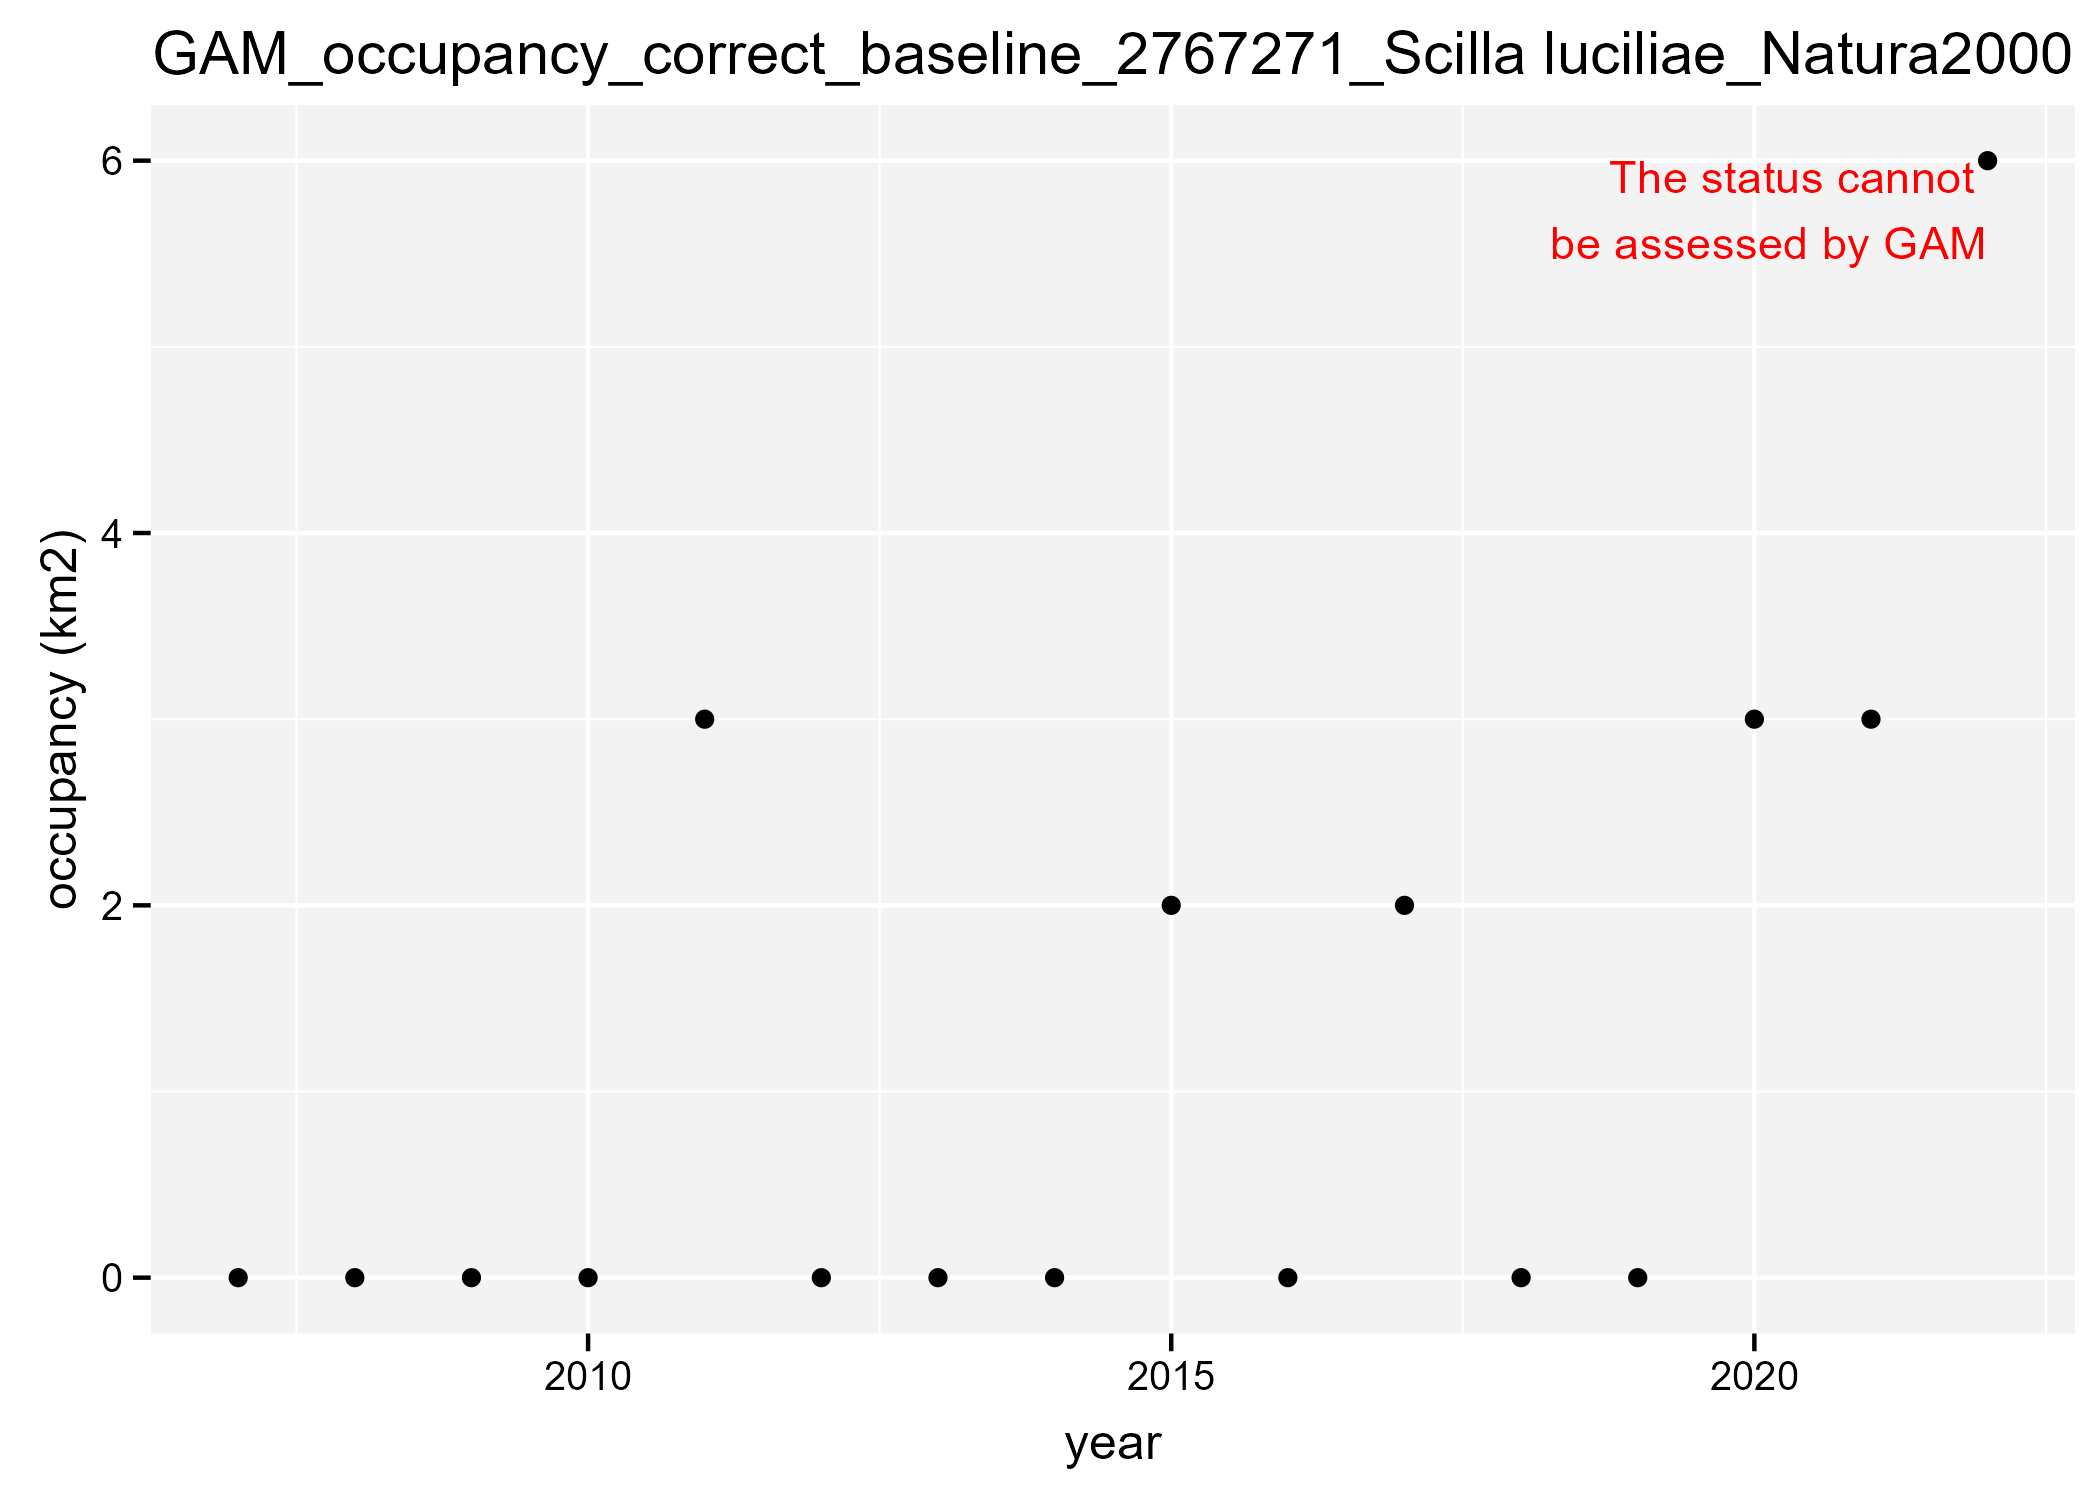 GAM_occupancy_correct_baseline_2767271_Scilla luciliae_Natura2000
6
The status cannot
be assessed by GAM
4
occupancy (km2)
2
0
2010 2015 2020
year